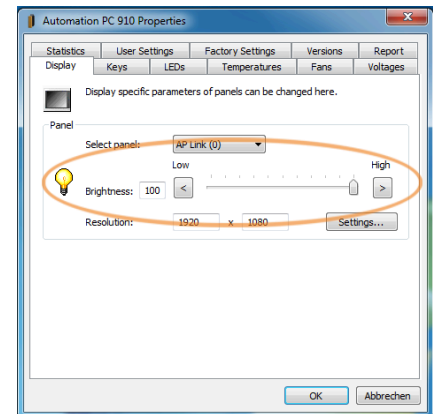 Automation PC 910 Properties
Statistics User Settings Factory Settings Versions Report
Display Keys LEDs Temperatures Fans Voltages
Display specific parameters of panels can be changed here.
Panel
Select panel: AP Link (0)
Low High
Brightness: 100 < >
Resolution: 1920 x 1080 Settings...
OK Abbrechen